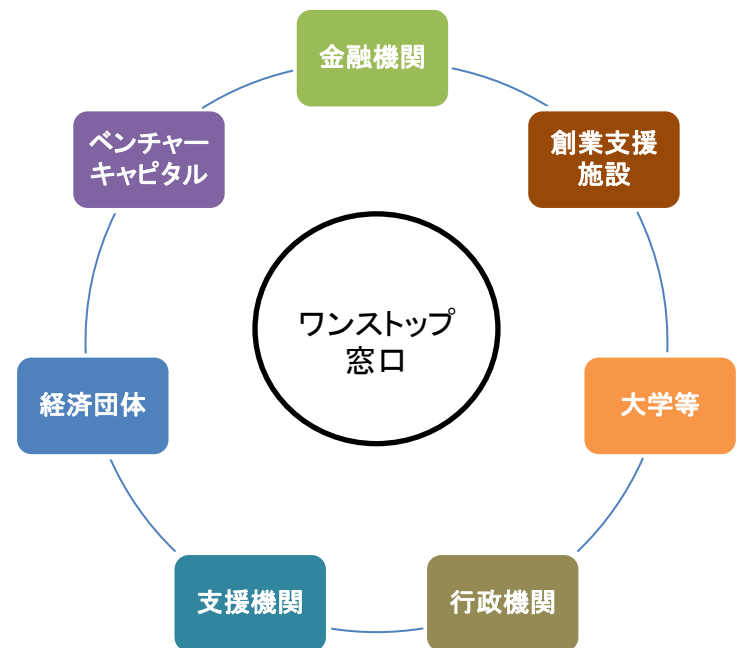 金融機関
ベンチャー
キャピタル
創業支援
施設
ワンストップ
窓口
経済団体
大学等
支援機関
行政機関